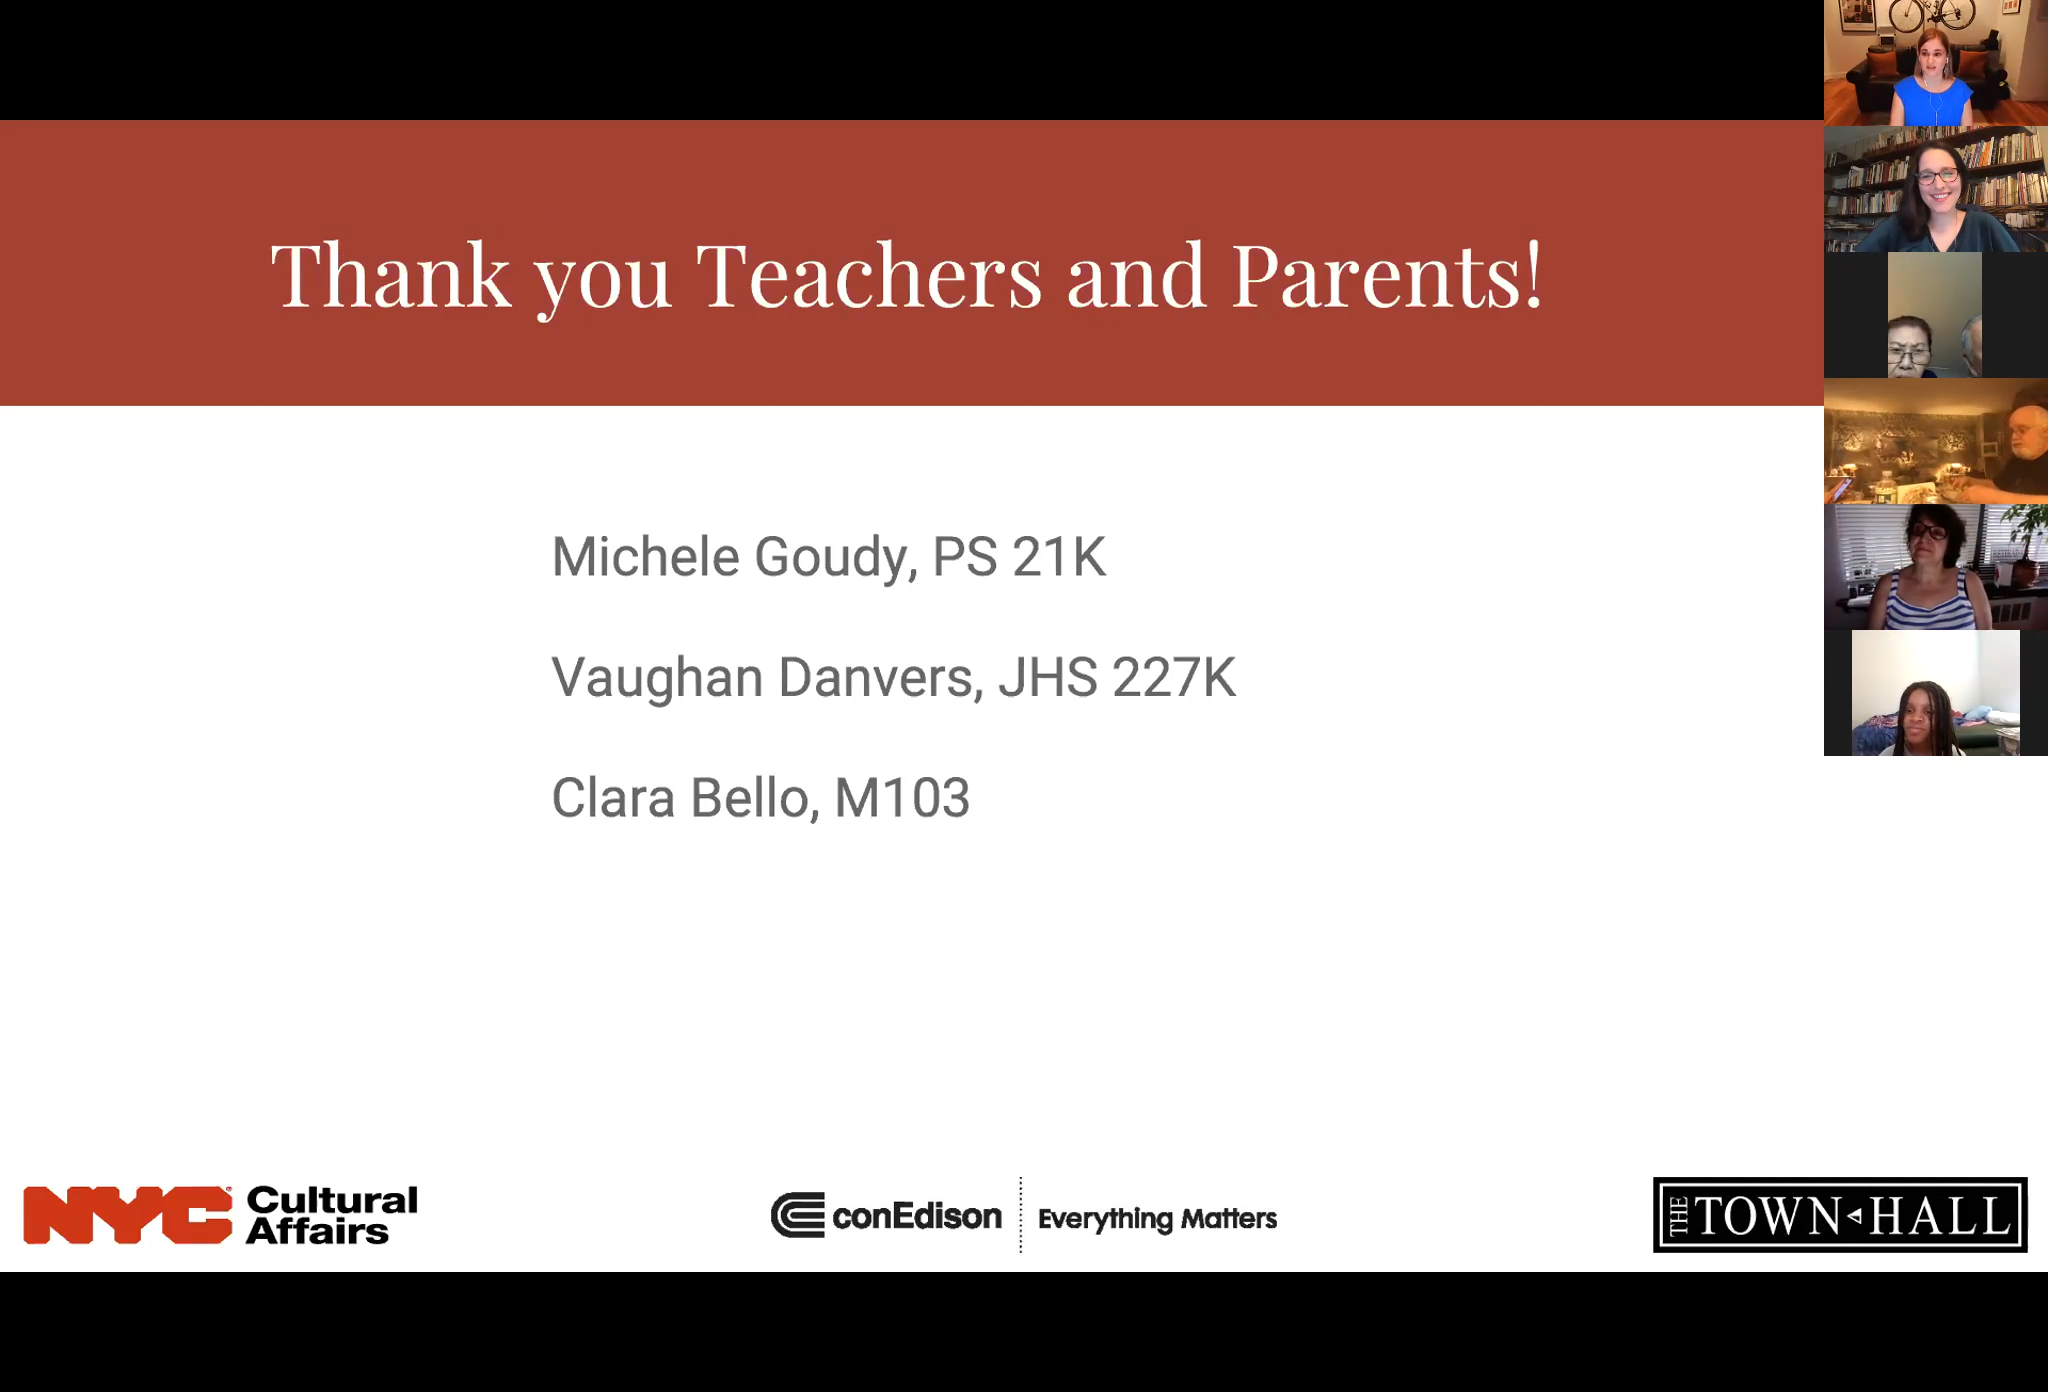 Thank you Teachers and Parents!
Michele Goudy, PS 21K
Vaughan Danvers, JHS 227K
Clara Bello, M103
NYC Cultural Affairs
conEdison
Everything Matters
THE TOWN HALL